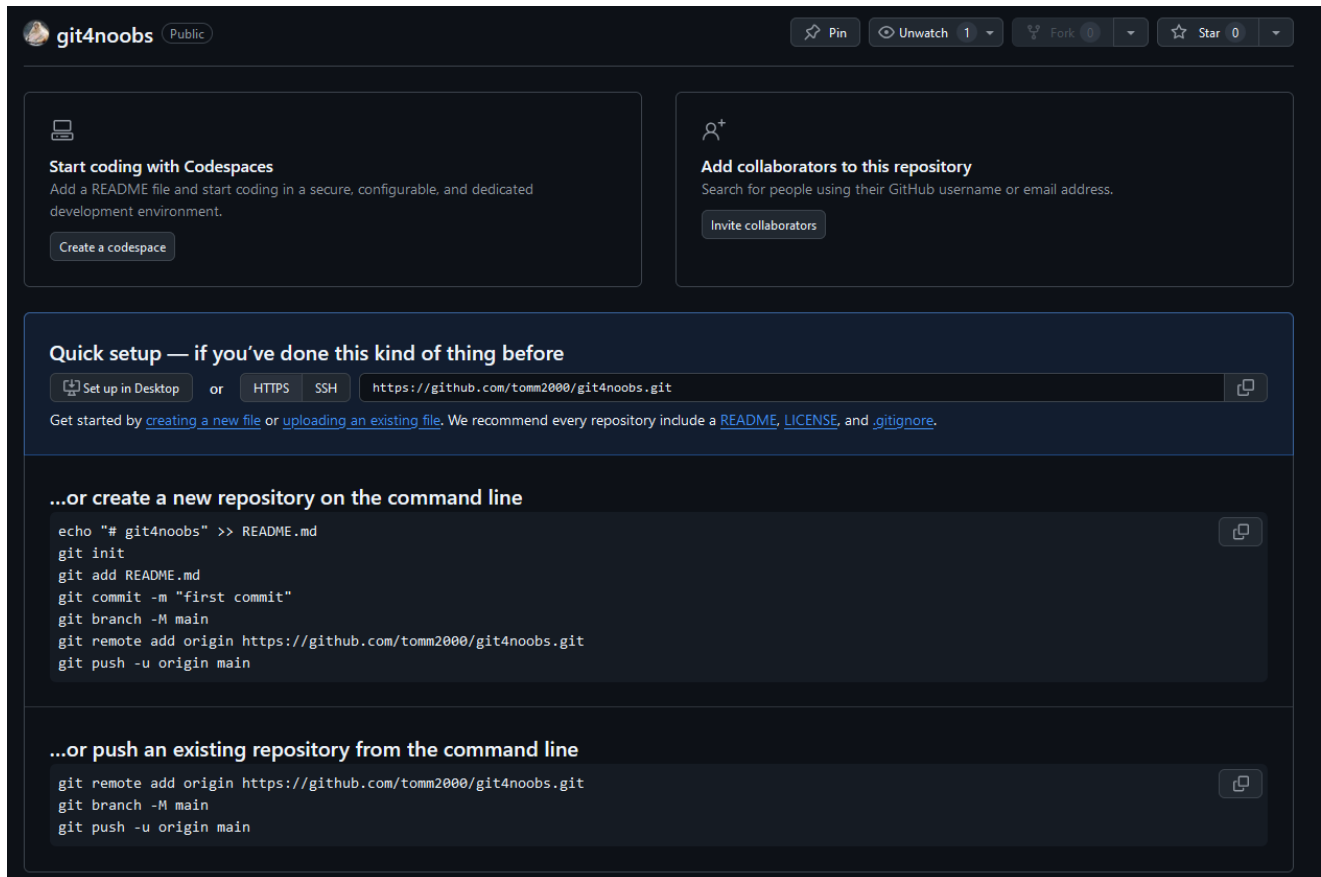 git4noobs Public
Pin Unwatch 1 Fork 0 Star 0
Start coding with Codespaces
Add a README file and start coding in a secure, configurable, and dedicated
development environment.
Create a codespace
Add collaborators to this repository
Search for people using their GitHub username or email address.
Invite collaborators
Quick setup — if you’ve done this kind of thing before
Set up in Desktop or HTTPS SSH https://github.com/tomm2000/git4noobs.git
Get started by creating a new file or uploading an existing file. We recommend every repository include a README, LICENSE, and .gitignore.
…or create a new repository on the command line
echo "# git4noobs" >> README.md
git init
git add README.md
git commit -m "first commit"
git branch -M main
git remote add origin https://github.com/tomm2000/git4noobs.git
git push -u origin main
…or push an existing repository from the command line
git remote add origin https://github.com/tomm2000/git4noobs.git
git branch -M main
git push -u origin main